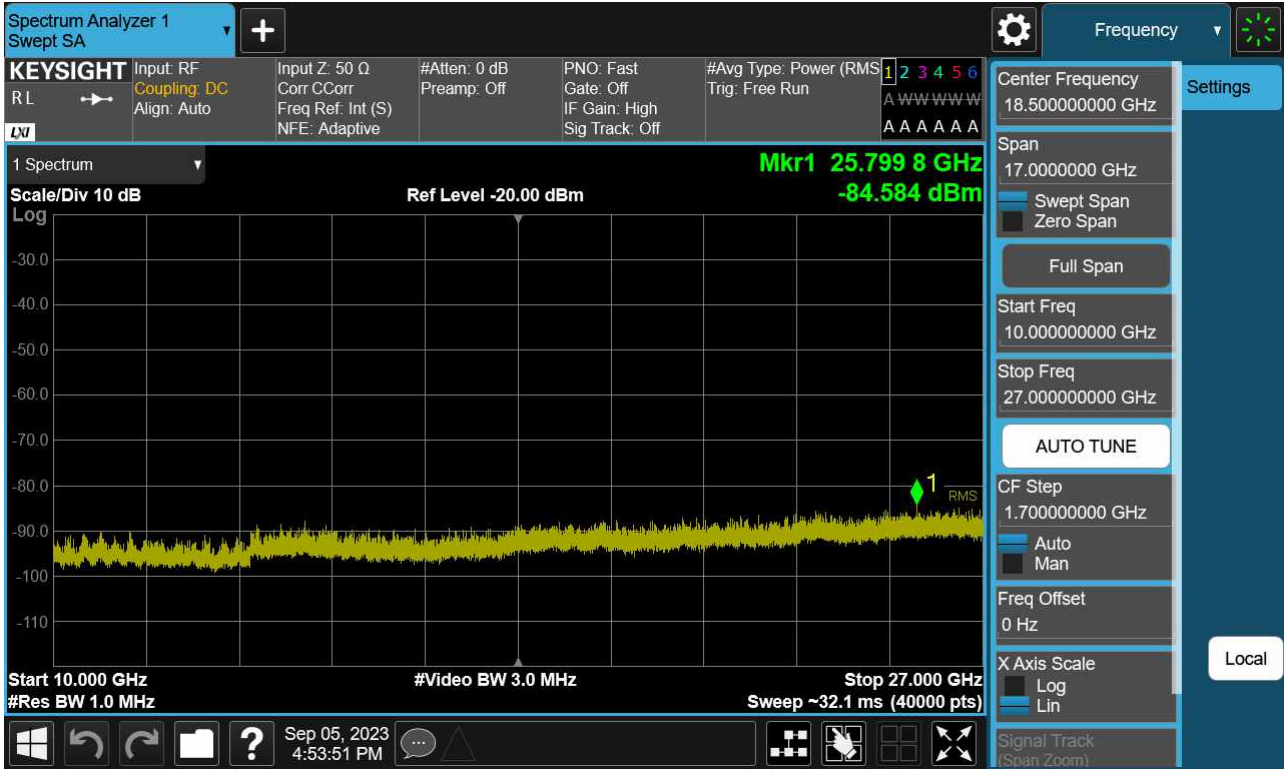 Spectrum Analyzer 1
Swept SA
+
Frequency
KEYSIGHT
RL
LXI
Input: RF
Coupling: DC
Align: Auto
Input Z: 50 Ω
Corr CCorr
Freq Ref: Int (S)
NFE: Adaptive
#Atten: 0 dB
Preamp: Off
PNO: Fast
Gate: Off
IF Gain: High
Sig Track: Off
#Avg Type: Power (RMS
Trig: Free Run
1 2 3 4 5 6
A W W W W W
A A A A A A
1 Spectrum
Scale/Div 10 dB
Ref Level -20.00 dBm
Mkr1 25.799 8 GHz
-84.584 dBm
Log
-30.0
-40.0
-50.0
-60.0
-70.0
-80.0
-90.0
-100
-110
1
RMS
Start 10.000 GHz
#Video BW 3.0 MHz
Stop 27.000 GHz
#Res BW 1.0 MHz
Sweep ~32.1 ms (40000 pts)
?
Sep 05, 2023
4:53:51 PM
Center Frequency
18.500000000 GHz
Settings
Span
17.0000000 GHz
Swept Span
Zero Span
Full Span
Start Freq
10.000000000 GHz
Stop Freq
27.000000000 GHz
AUTO TUNE
CF Step
1.700000000 GHz
Auto
Man
Freq Offset
0 Hz
X Axis Scale
Log
Lin
Local
Signal Track
(Span Zoom)